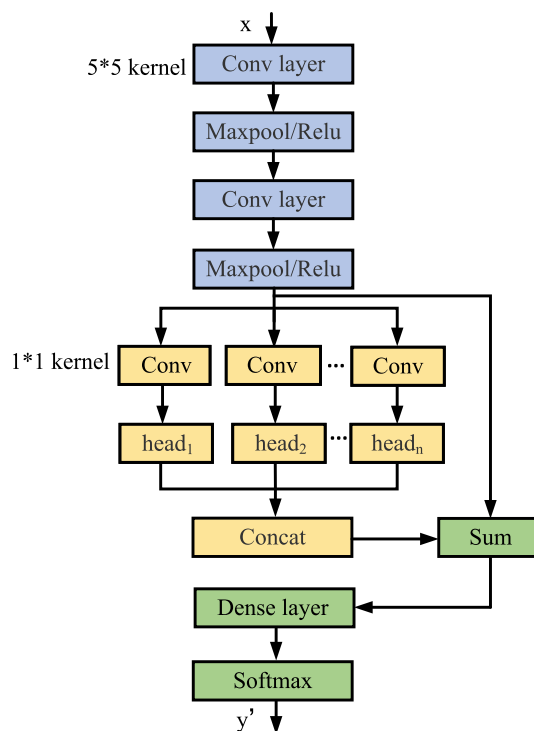 x
5*5 kernel
Conv layer
Maxpool/Relu
Conv layer
Maxpool/Relu
1*1 kernel
Conv Conv ... Conv
head₁ head₂ ... headₙ
Concat
Sum
Dense layer
Softmax
y’